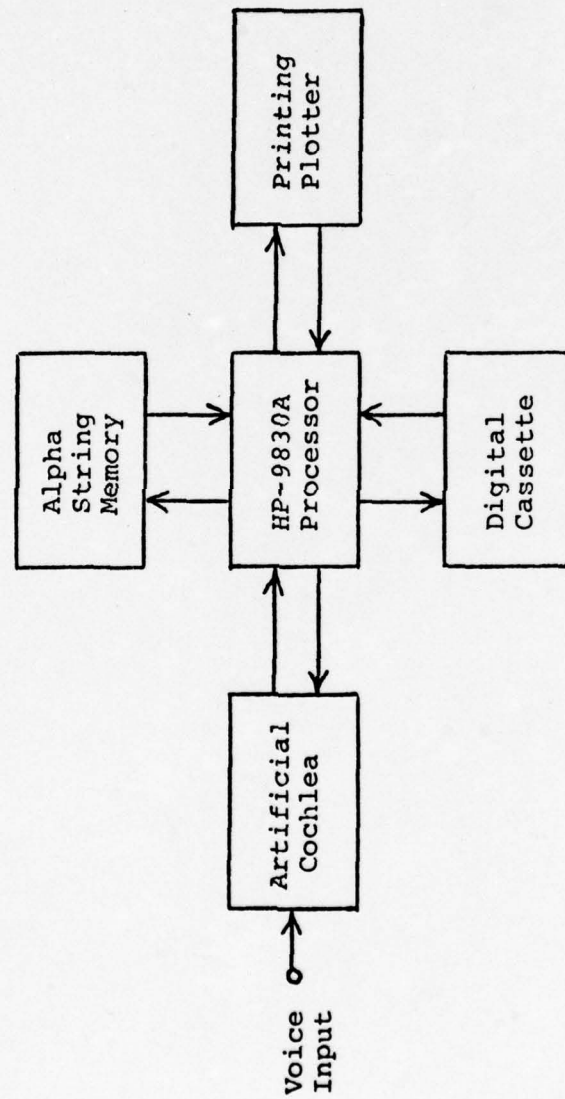 Alpha
String
Memory
Voice
Input
Artificial
Cochlea
HP~9830A
Processor
Printing
Plotter
Digital
Cassette